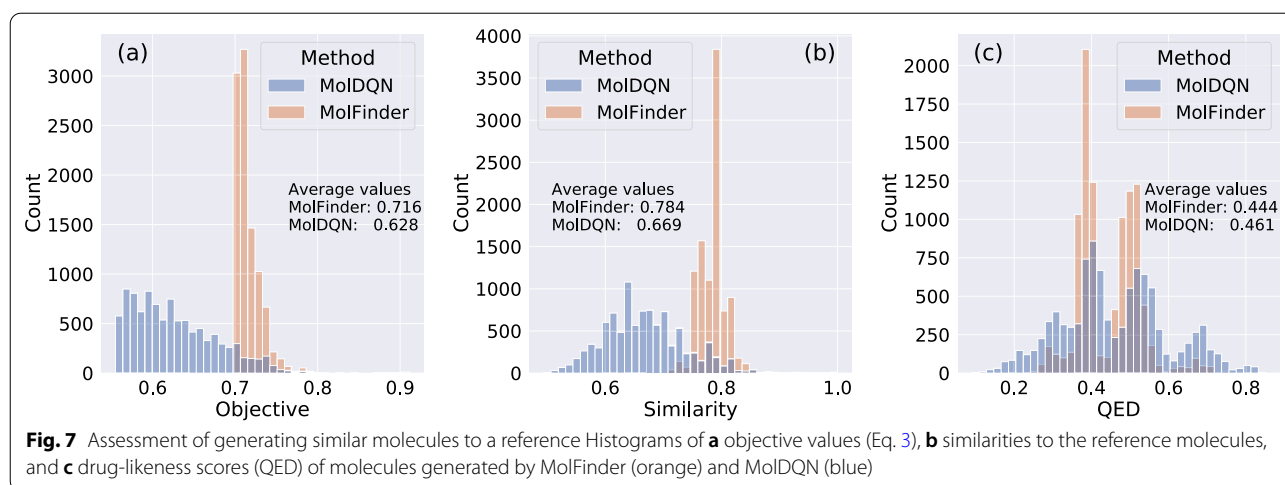 (a)
Method
MolDQN
MolFinder
Average values
MolFinder: 0.716
MolDQN: 0.628
Count
3000
2500
2000
1500
1000
500
0
0.6 0.7 0.8 0.9
Objective
(b)
Method
MolDQN
MolFinder
Average values
MolFinder: 0.784
MolDQN: 0.669
Count
4000
3500
3000
2500
2000
1500
1000
500
0
0.6 0.8 1.0
Similarity
(c)
Method
MolDQN
MolFinder
Average values
MolFinder: 0.444
MolDQN: 0.461
Count
2000
1750
1500
1250
1000
750
500
250
0
0.2 0.4 0.6 0.8
QED
Fig. 7 Assessment of generating similar molecules to a reference Histograms of a objective values (Eq. 3), b similarities to the reference molecules,
and c drug-likeness scores (QED) of molecules generated by MolFinder (orange) and MolDQN (blue)